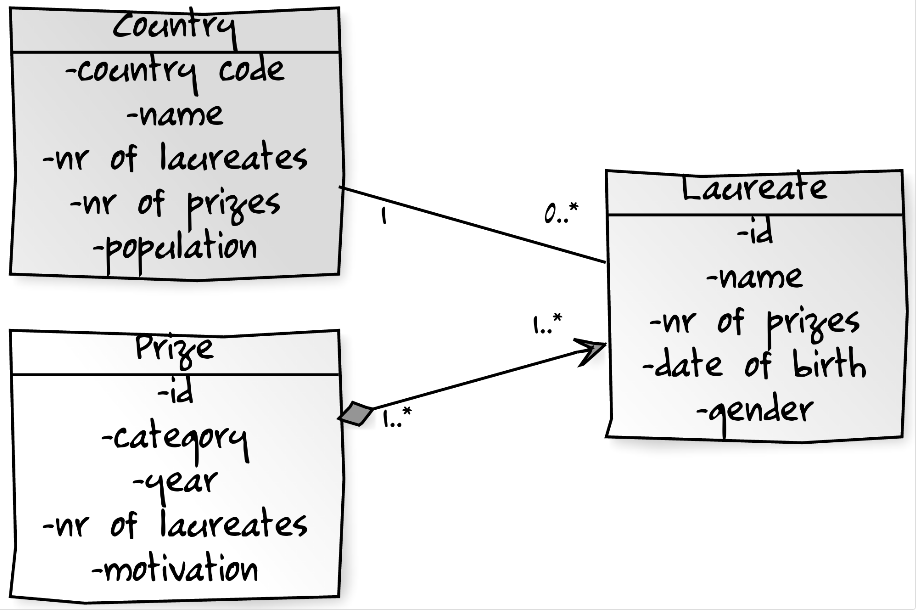 Country
-country code
-name
-nr of laureates
-nr of prizes
-population
1
0..*
Laureate
-id
-name
-nr of prizes
-date of birth
-gender
Prize
-id
-category
-year
-nr of laureates
-motivation
1..*
1..*